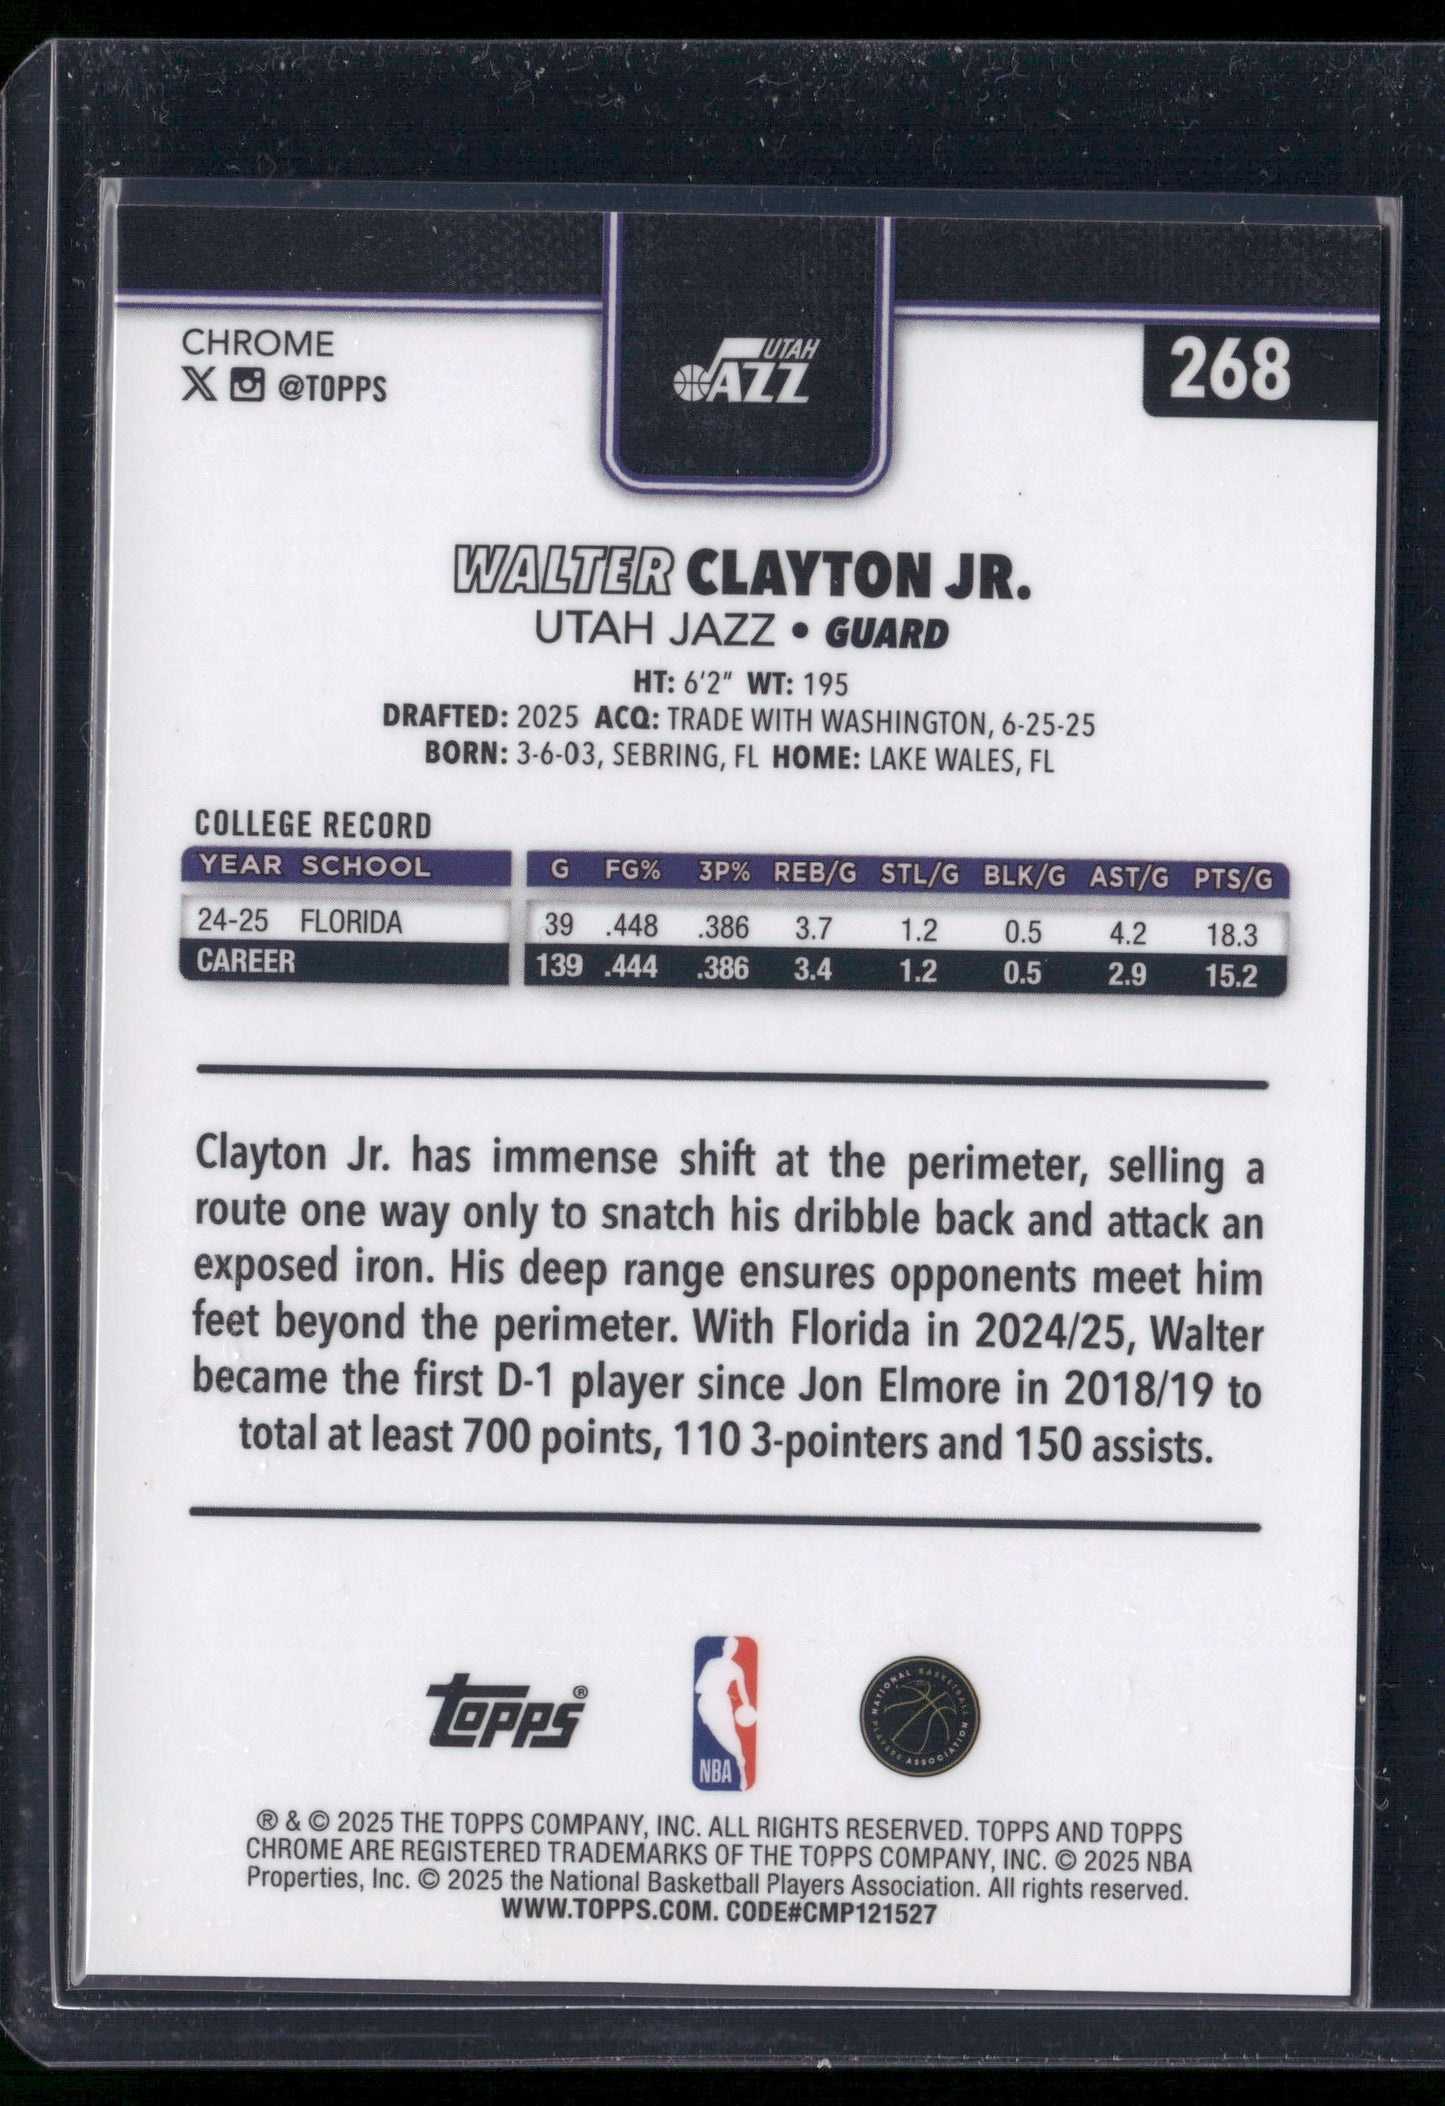 CHROME
X @TOPPS
UTAH
JAZZ
268
WALTER CLAYTON JR.
UTAH JAZZ • GUARD
HT: 6'2" WT: 195
DRAFTED: 2025 ACQ: TRADE WITH WASHINGTON, 6-25-25
BORN: 3-6-03, SEBRING, FL HOME: LAKE WALES, FL
COLLEGE RECORD
YEAR SCHOOL G FG% 3P% REB/G STL/G BLK/G AST/G PTS/G
24-25 FLORIDA 39 .448 .386 3.7 1.2 0.5 4.2 18.3
CAREER 139 .444 .386 3.4 1.2 0.5 2.9 15.2
Clayton Jr. has immense shift at the perimeter, selling a
route one way only to snatch his dribble back and attack an
exposed iron. His deep range ensures opponents meet him
feet beyond the perimeter. With Florida in 2024/25, Walter
became the first D-1 player since Jon Elmore in 2018/19 to
total at least 700 points, 110 3-pointers and 150 assists.
Topps®
NBA
NATIONAL BASKETBALL
PLAYERS ASSOCIATION
® & © 2025 THE TOPPS COMPANY, INC. ALL RIGHTS RESERVED. TOPPS AND TOPPS
CHROME ARE REGISTERED TRADEMARKS OF THE TOPPS COMPANY, INC. © 2025 NBA
Properties, Inc. © 2025 the National Basketball Players Association. All rights reserved.
WWW.TOPPS.COM. CODE#CMP121527